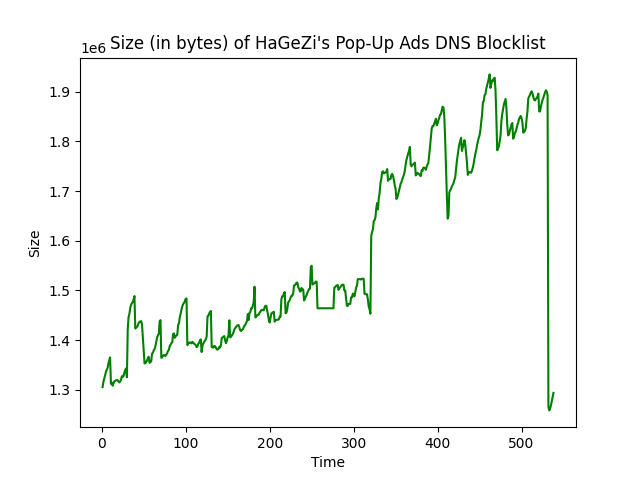 Size (in bytes) of HaGeZi's Pop-Up Ads DNS Blocklist
1e6
1.9
1.8
1.7
1.6
1.5
1.4
1.3
Size
0 100 200 300 400 500
Time